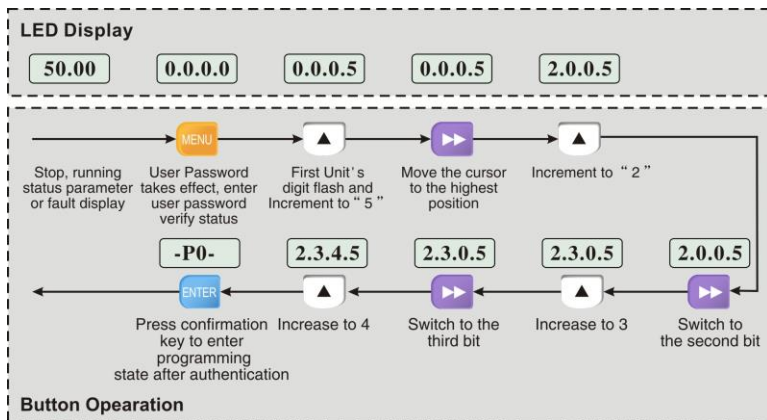 LED Display
50.00
0.0.0.0
0.0.0.5
0.0.0.5
2.0.0.5
MENU
Stop, running
status parameter
or fault display
User Password
takes effect, enter
user password
verify status
First Unit's
digit flash and
Increment to “5”
Move the cursor
to the highest
position
Increment to “2”
-P0-
2.3.4.5
2.3.0.5
2.3.0.5
2.0.0.5
ENTER
Press confirmation
key to enter
programming
state after authentication
Increase to 4
Switch to the
third bit
Increase to 3
Switch to
the second bit
Button Opearation